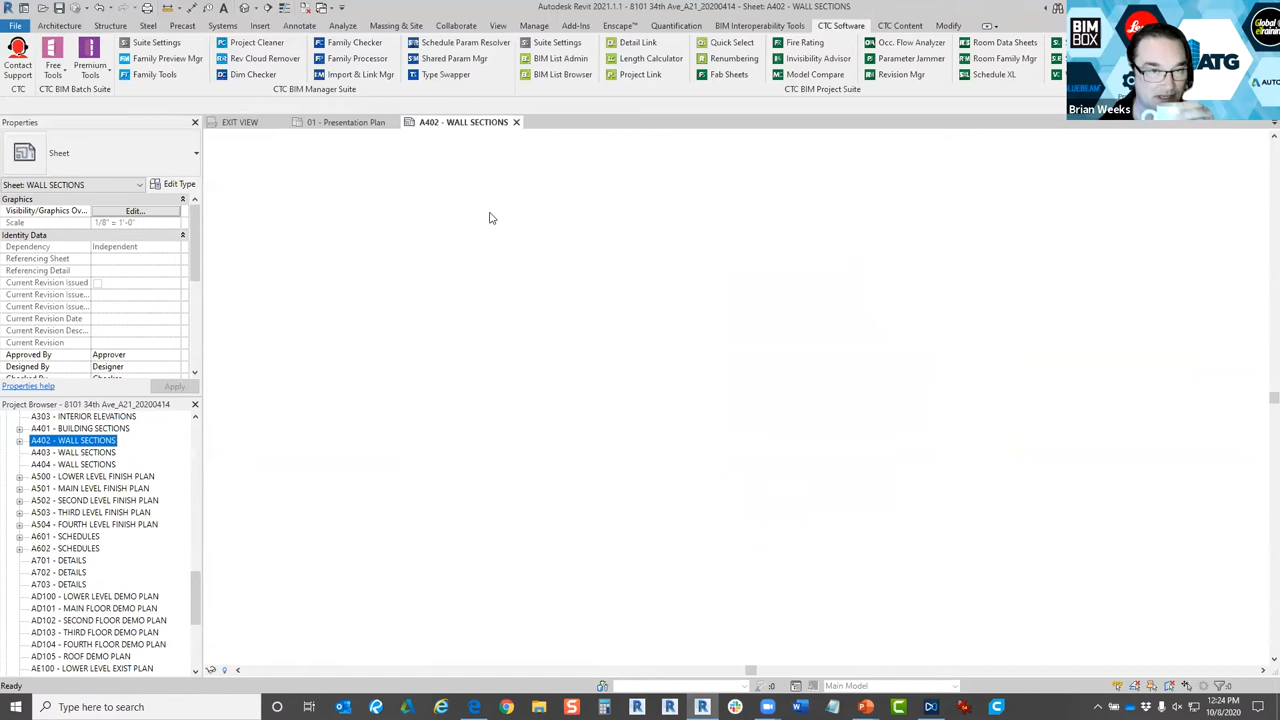 Autodesk Revit 2021.1.1 - 8101 34th Ave_A21_20200414 - Sheet: A402 - WALL SECTIONS
File Architecture Structure Steel Precast Systems Insert Annotate Analyze Massing & Site Collaborate View Manage Add-Ins Enscape™ Quantification BIM Interoperability Tools CTC Software CTC Content Modify
Suite Settings Project Cleaner Family Checker Schedule Param Resolver Suite Settings Detail Link Quick Select Fire Rating Occ. Flow Analyzer Room Data Sheets
Contact Support Free Tools Premium Tools Family Preview Mgr Rev Cloud Remover Family Processor Shared Param Mgr BIM List Admin Length Calculator Renumbering Invisibility Advisor Parameter Jammer Room Family Mgr
Family Tools Dim Checker Import & Link Mgr Type Swapper BIM List Browser Project Link Fab Sheets Model Compare Revision Mgr Schedule XL
CTC CTC BIM Batch Suite CTC BIM Manager Suite CTC BIM Project Suite
BIM BOX
Leica
Global eTraining
ATG
BLUEBEAM
AUTO
Brian Weeks
Properties
EXIT VIEW 01 - Presentation Plan A402 - WALL SECTIONS
Sheet
Sheet: WALL SECTIONS Edit Type
Graphics
Visibility/Graphics Ov... Edit...
Scale 1/8" = 1'-0"
Identity Data
Dependency Independent
Referencing Sheet
Referencing Detail
Current Revision Issued
Current Revision Issue...
Current Revision Issue...
Current Revision Date
Current Revision Desc...
Current Revision
Approved By Approver
Designed By Designer
Checked By Checker
Properties help Apply
Project Browser - 8101 34th Ave_A21_20200414
A303 - INTERIOR ELEVATIONS
A401 - BUILDING SECTIONS
A402 - WALL SECTIONS
A403 - WALL SECTIONS
A404 - WALL SECTIONS
A500 - LOWER LEVEL FINISH PLAN
A501 - MAIN LEVEL FINISH PLAN
A502 - SECOND LEVEL FINISH PLAN
A503 - THIRD LEVEL FINISH PLAN
A504 - FOURTH LEVEL FINISH PLAN
A601 - SCHEDULES
A602 - SCHEDULES
A701 - DETAILS
A702 - DETAILS
A703 - DETAILS
AD100 - LOWER LEVEL DEMO PLAN
AD101 - MAIN FLOOR DEMO PLAN
AD102 - SECOND FLOOR DEMO PLAN
AD103 - THIRD FLOOR DEMO PLAN
AD104 - FOURTH FLOOR DEMO PLAN
AD105 - ROOF DEMO PLAN
AE100 - LOWER LEVEL EXIST PLAN
Ready :0 Main Model :0
Type here to search
12:24 PM
10/8/2020